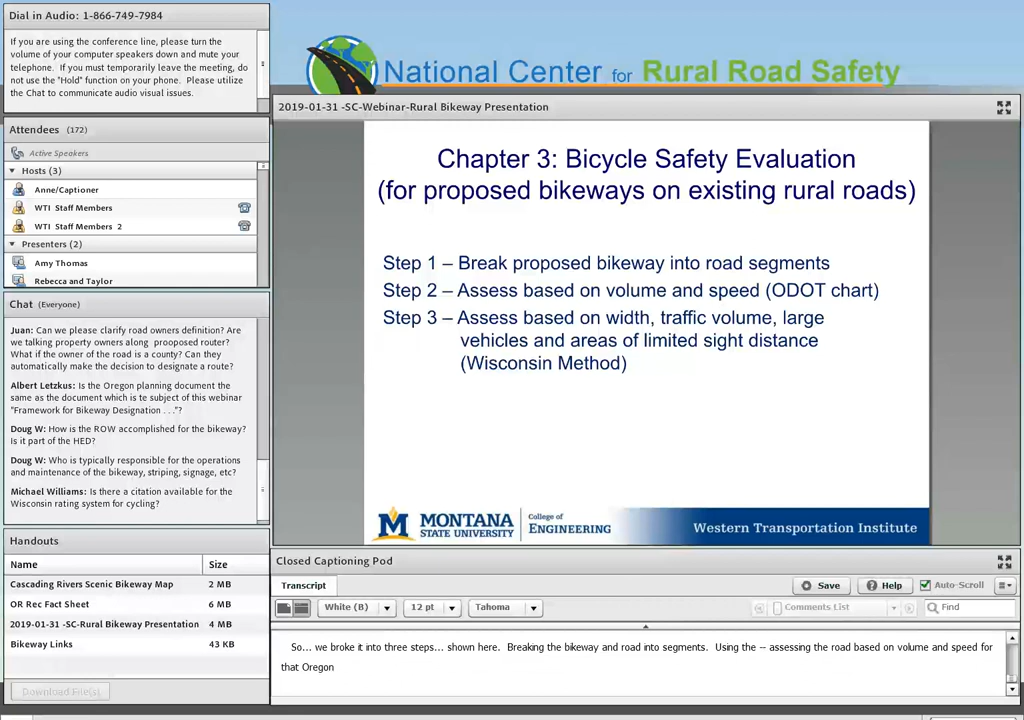 Dial in Audio: 1-866-749-7984
If you are using the conference line, please turn the
volume of your computer speakers down and mute your
telephone. If you must temporarily leave the meeting, do
not use the "Hold" function on your phone. Please utilize
the Chat to communicate audio visual issues.
National Center for Rural Road Safety
Attendees (172)
Active Speakers
Hosts (3)
Anne/Captioner
WTI Staff Members
WTI Staff Members 2
Presenters (2)
Amy Thomas
Rebecca and Taylor
Chat (Everyone)
Juan: Can we please clarify road owners definition? Are
we talking property owners along prooposed router?
What if the owner of the road is a county? Can they
automatically make the decision to designate a route?
Albert Letzkus: Is the Oregon planning document the
same as the document which is te subject of this webinar
"Framework for Bikeway Designation . . ."?
Doug W: How is the ROW accomplished for the bikeway?
Is it part of the HED?
Doug W: Who is typically responsible for the operations
and maintenance of the bikeway, striping, signage, etc?
Michael Williams: Is there a citation available for the
Wisconsin rating system for cycling?
Handouts
Name Size
Cascading Rivers Scenic Bikeway Map 2 MB
OR Rec Fact Sheet 6 MB
2019-01-31 -SC-Rural Bikeway Presentation 4 MB
Bikeway Links 43 KB
Download File(s)
2019-01-31 -SC-Webinar-Rural Bikeway Presentation
Chapter 3: Bicycle Safety Evaluation
(for proposed bikeways on existing rural roads)
Step 1 – Break proposed bikeway into road segments
Step 2 – Assess based on volume and speed (ODOT chart)
Step 3 – Assess based on width, traffic volume, large
vehicles and areas of limited sight distance
(Wisconsin Method)
M MONTANA
STATE UNIVERSITY
College of
ENGINEERING
Western Transportation Institute
Closed Captioning Pod
Transcript
Save
Help
Auto-Scroll
White (B)
12 pt
Tahoma
Comments List
Find
So... we broke it into three steps... shown here. Breaking the bikeway and road into segments. Using the -- assessing the road based on volume and speed for
that Oregon